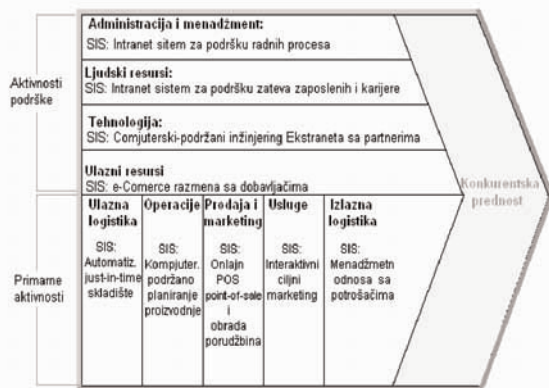 Administracija i menadžment:
SIS: Intranet sitem za podršku radnih procesa
Aktivnosti
podrške
Ljudski resursi:
SIS: Intranet sistem za podršku zateva zaposlenih i karijere
Tehnologija:
SIS: Comjuterski-podržani inžinjering Ekstraneta sa partnerima
Ulazni resursi
SIS: e-Comerce razmena sa dobavljačima
Konkurentska
prednost
Primarne
aktivnosti
Ulazna
logistika
SIS:
Automatiz.
just-in-time
skladište
Operacije
SIS:
Kompjuter.
podržano
planiranje
proizvodnje
Prodaja i
marketing
SIS:
Onlajn
POS
point-of-sale
i
obrada
porudžbina
Usluge
SIS:
Interaktivni
ciljni
marketing
Izlazna
logistika
SIS:
Menadžmetn
odnosa sa
potrošačima